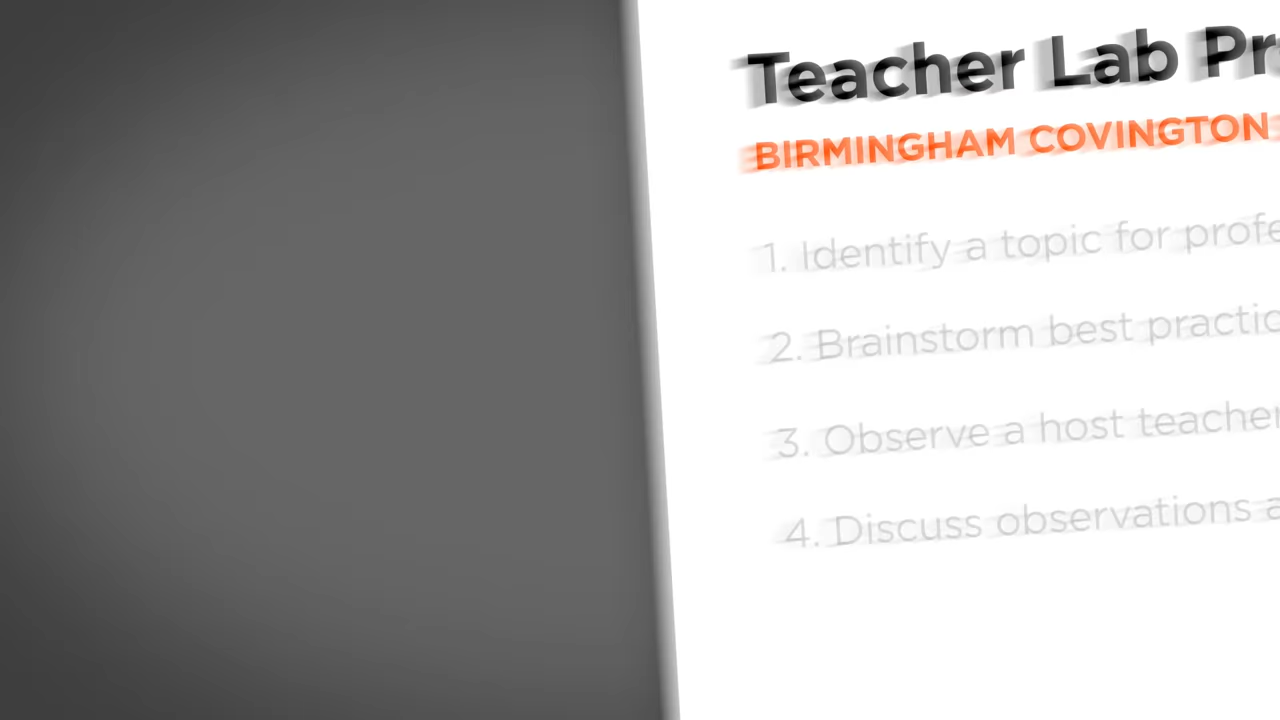 Teacher Lab Pr
BIRMINGHAM COVINGTON
1. Identify a topic for profe
2. Brainstorm best practic
3. Observe a host teacher
4. Discuss observations a